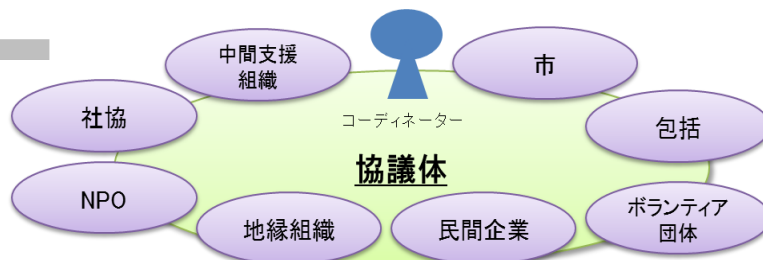 中間支援
組織
市
社協
コーディネーター
包括
協議体
NPO
ボランティア
団体
地縁組織
民間企業